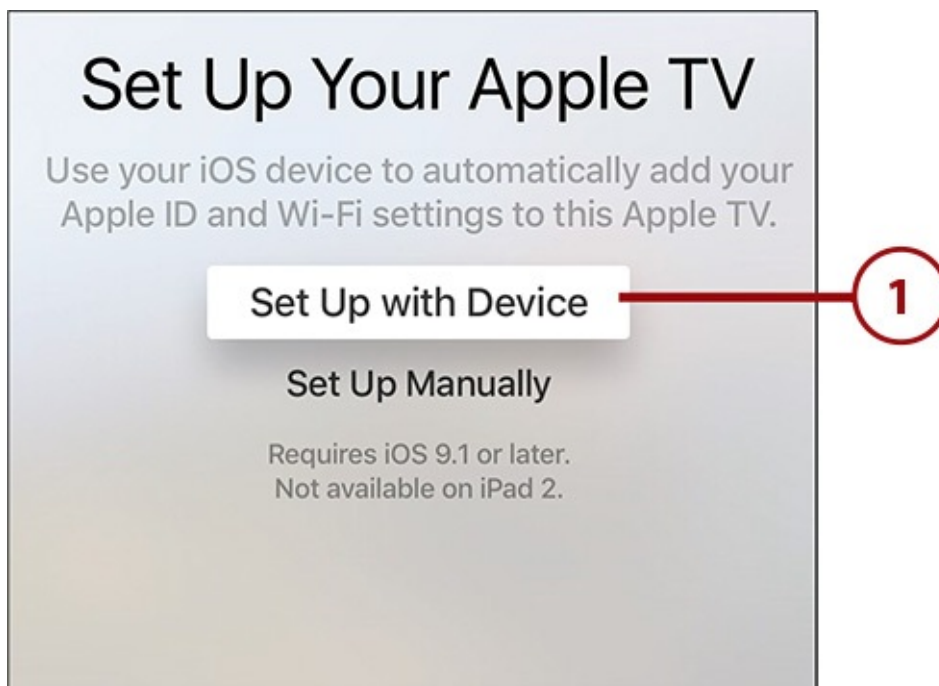 Set Up Your Apple TV
Use your iOS device to automatically add your
Apple ID and Wi-Fi settings to this Apple TV.
Set Up with Device
1
Set Up Manually
Requires iOS 9.1 or later.
Not available on iPad 2.